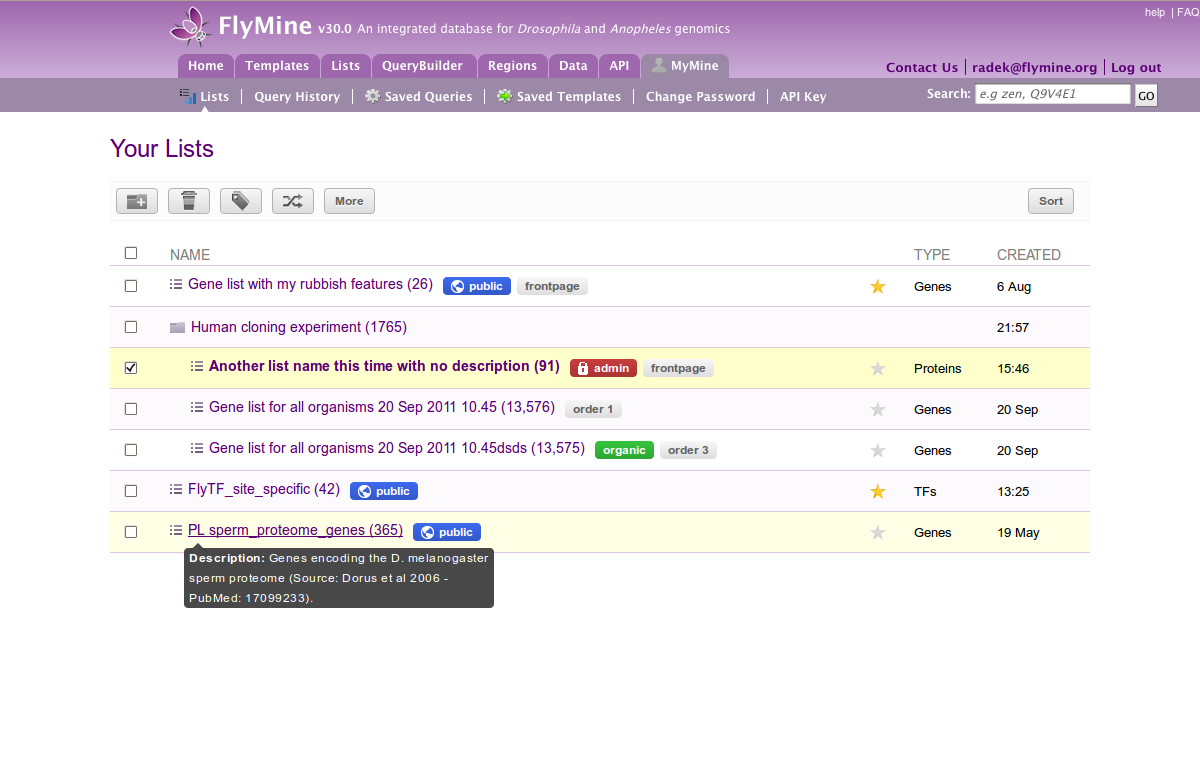 help | FAQ
FlyMine v30.0 An integrated database for Drosophila and Anopheles genomics
Home Templates Lists QueryBuilder Regions Data API MyMine
Contact Us | radek@flymine.org | Log out
Lists | Query History | Saved Queries | Saved Templates | Change Password | API Key
Search: e.g zen, Q9V4E1 GO
Your Lists
More Sort
NAME TYPE CREATED
Gene list with my rubbish features (26) public frontpage Genes 6 Aug
Human cloning experiment (1765) 21:57
Another list name this time with no description (91) admin frontpage Proteins 15:46
Gene list for all organisms 20 Sep 2011 10.45 (13,576) order 1 Genes 20 Sep
Gene list for all organisms 20 Sep 2011 10.45dsds (13,575) organic order 3 Genes 20 Sep
FlyTF_site_specific (42) public TFs 13:25
PL sperm_proteome_genes (365) public Genes 19 May
Description: Genes encoding the D. melanogaster
sperm proteome (Source: Dorus et al 2006 -
PubMed: 17099233).